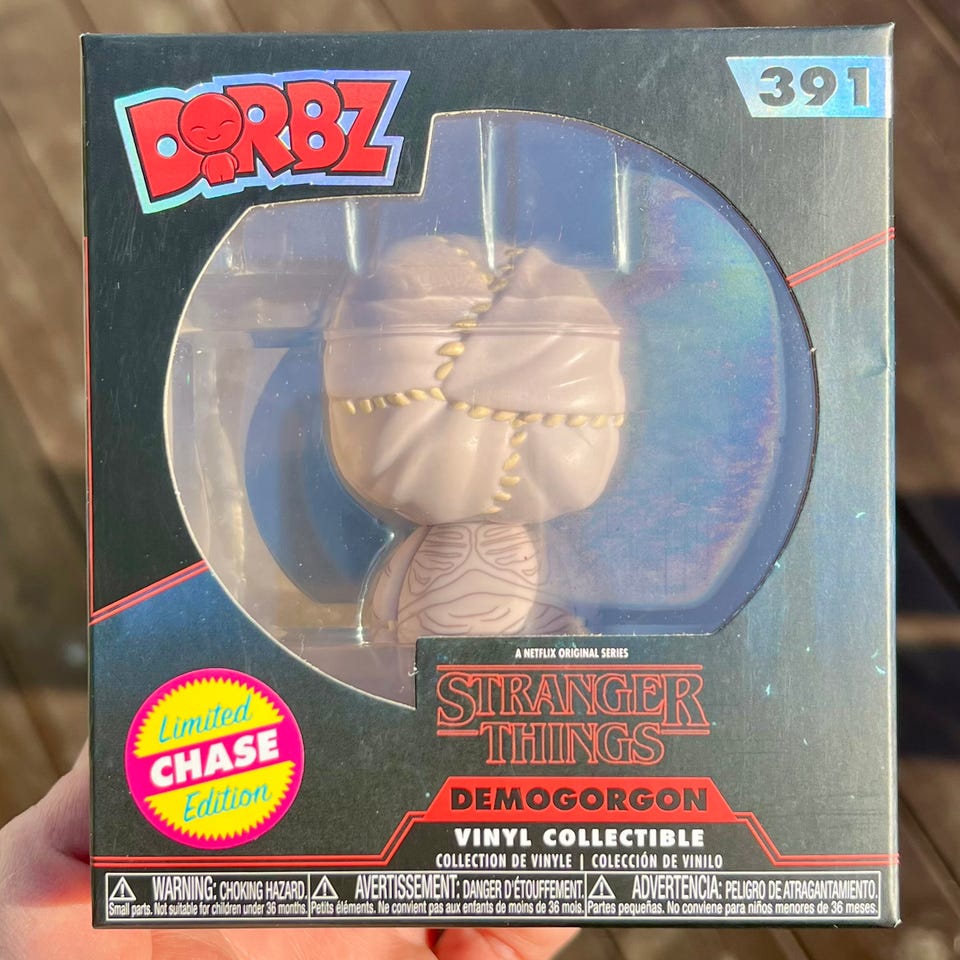 DORBZ
391
A NETFLIX ORIGINAL SERIES
STRANGER
THINGS
Limited
CHASE
Edition
DEMOGORGON
VINYL COLLECTIBLE
COLLECTION DE VINYLE | COLECCIÓN DE VINILO
WARNING: CHOKING HAZARD.
Small parts. Not suitable for children under 36 months.
AVERTISSEMENT: DANGER D'ÉTOUFFEMENT.
Petits éléments. Ne convient pas aux enfants de moins de 36 mois.
ADVERTENCIA: PELIGRO DE ATRAGANTAMIENTO.
Partes pequeñas. No conviene para niños menores de 36 meses.